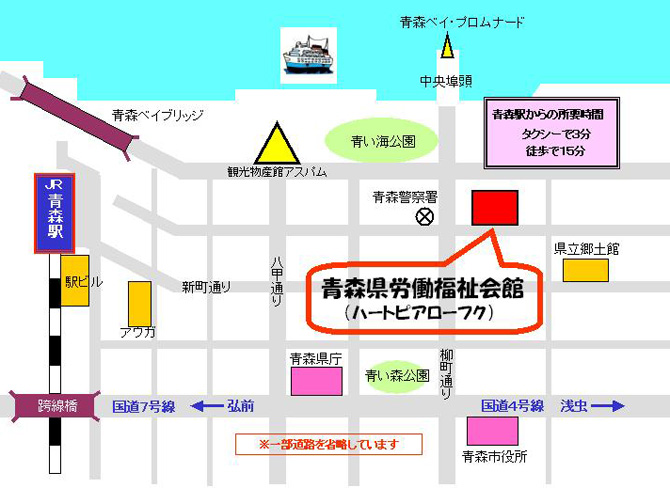 青森ベイ・プロムナード
中央埠頭
青森ベイブリッジ
青森駅からの所要時間
タクシーで3分
徒歩で15分
青い海公園
観光物産館アスパム
JR
青森駅
青森警察署
県立郷土館
駅ビル
新町通り
八甲通り
青森県労働福祉会館
(ハートピアローフク)
アウガ
青森県庁
柳町通り
青い森公園
跨線橋
国道7号線
弘前
国道4号線
浅虫
※一部道路を省略しています
青森市役所